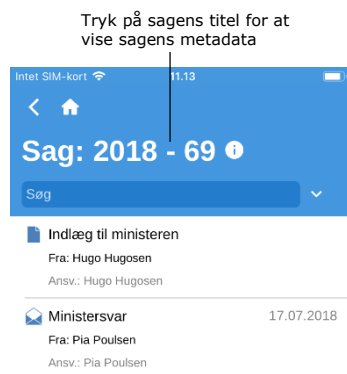 Tryk på sagens titel for at
vise sagens metadata
Intet SIM-kort 11.13
Sag: 2018 - 69
Søg
Indlæg til ministeren
Fra: Hugo Hugosen
Ansv.: Hugo Hugosen
Ministersvar 17.07.2018
Fra: Pia Poulsen
Ansv.: Pia Poulsen